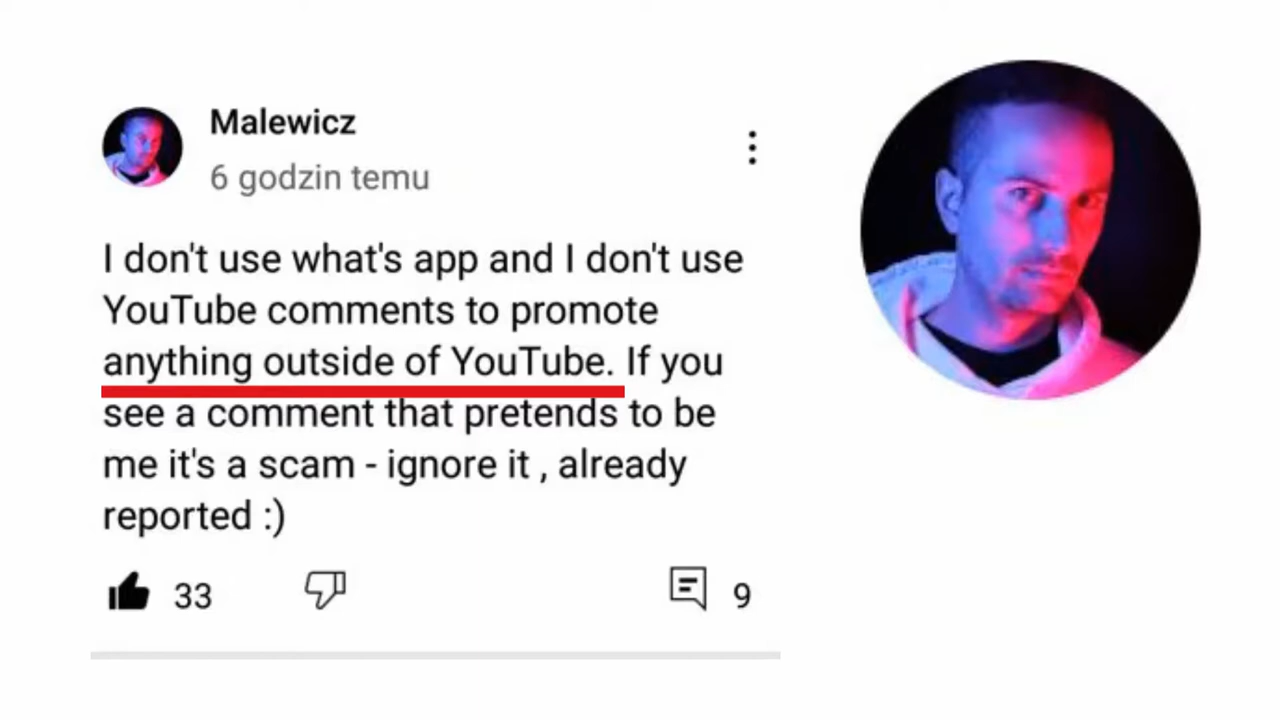 Malewicz
6 godzin temu
I don't use what's app and I don't use
YouTube comments to promote
anything outside of YouTube. If you
see a comment that pretends to be
me it's a scam - ignore it , already
reported :)
33
9